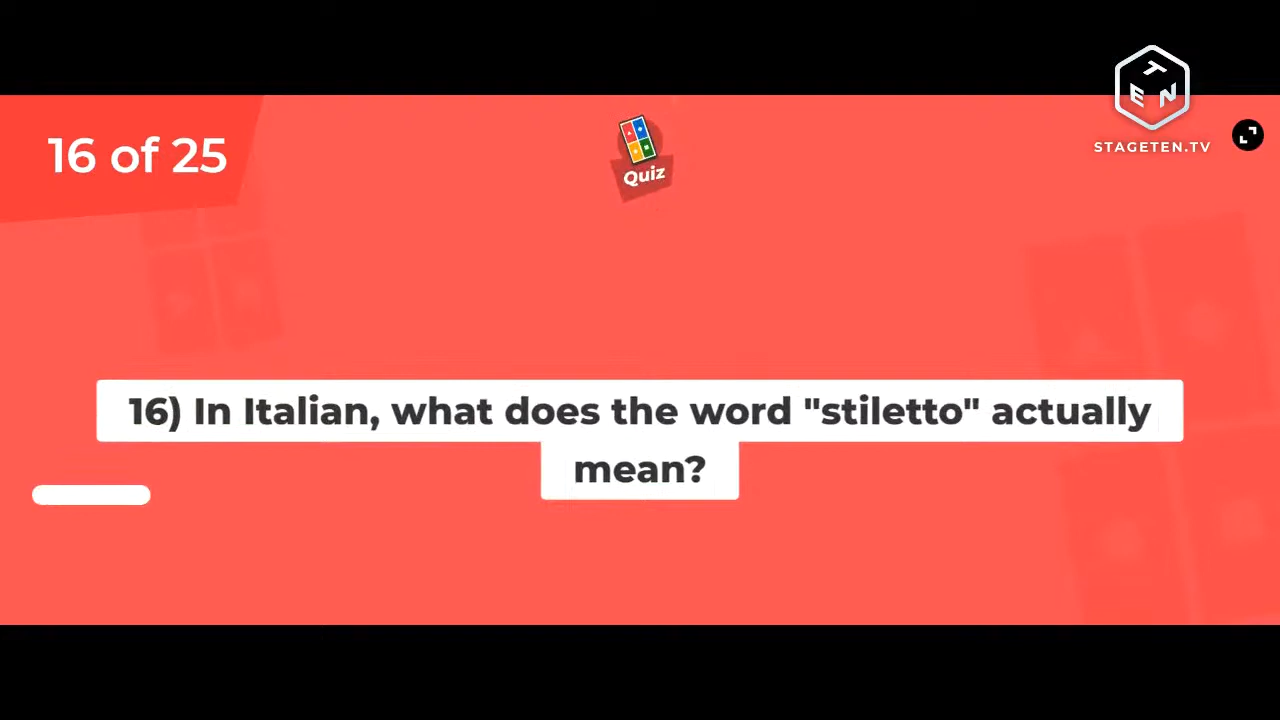 T
E N
STAGETEN.TV
16 of 25
Quiz
16) In Italian, what does the word "stiletto" actually
mean?